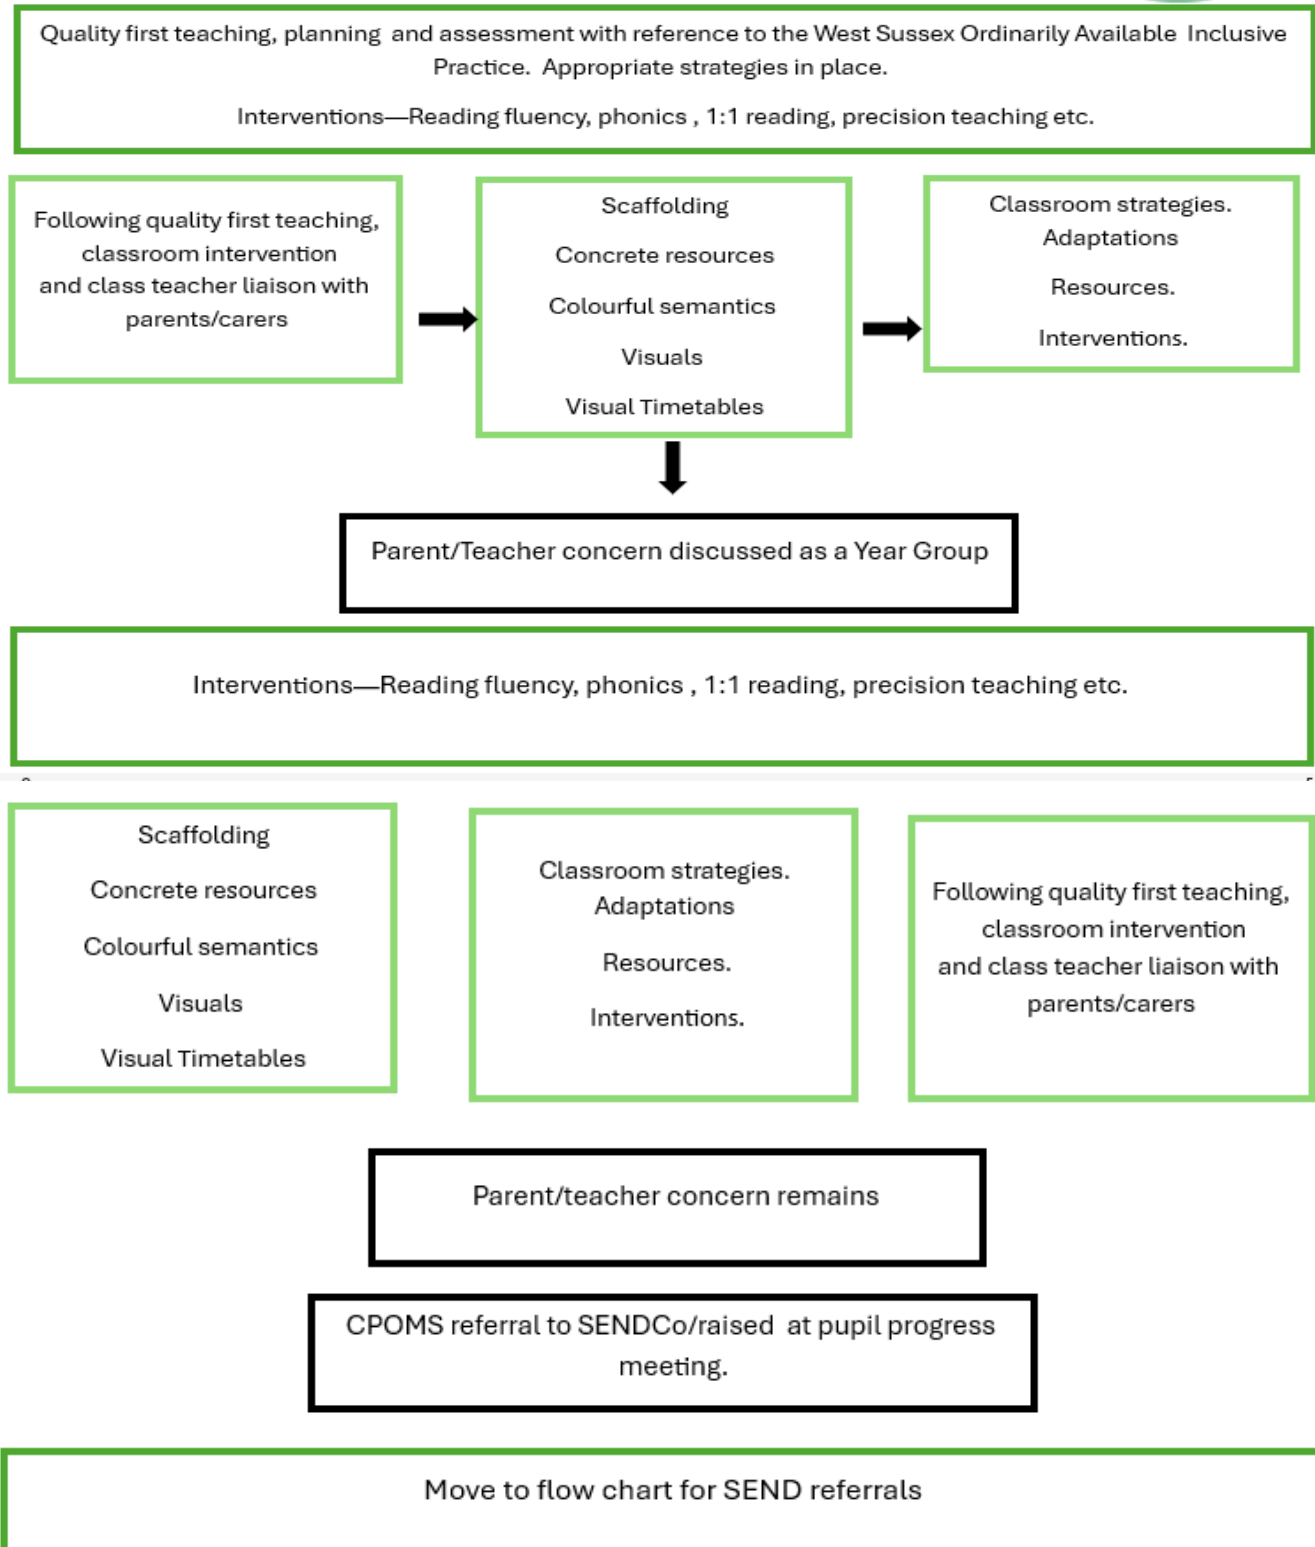 Quality first teaching, planning and assessment with reference to the West Sussex Ordinarily Available Inclusive
Practice. Appropriate strategies in place.
Interventions—Reading fluency, phonics , 1:1 reading, precision teaching etc.
Following quality first teaching,
classroom intervention
and class teacher liaison with
parents/carers
Scaffolding
Concrete resources
Colourful semantics
Visuals
Visual Timetables
Classroom strategies.
Adaptations
Resources.
Interventions.
Parent/Teacher concern discussed as a Year Group
Interventions—Reading fluency, phonics , 1:1 reading, precision teaching etc.
Scaffolding
Concrete resources
Colourful semantics
Visuals
Visual Timetables
Classroom strategies.
Adaptations
Resources.
Interventions.
Following quality first teaching,
classroom intervention
and class teacher liaison with
parents/carers
Parent/teacher concern remains
CPOMS referral to SENDCo/raised at pupil progress
meeting.
Move to flow chart for SEND referrals